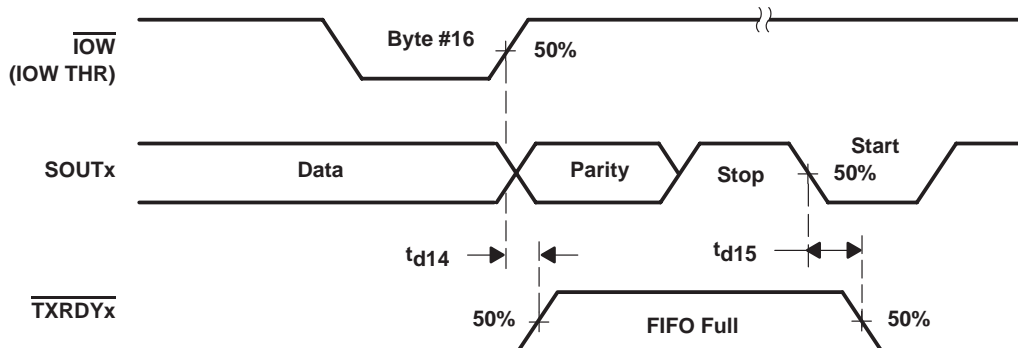 IOW
(IOW THR)
Byte #16
50%
SOUTx
Data
Parity
Stop
Start
50%
td14
td15
TXRDYx
50%
FIFO Full
50%